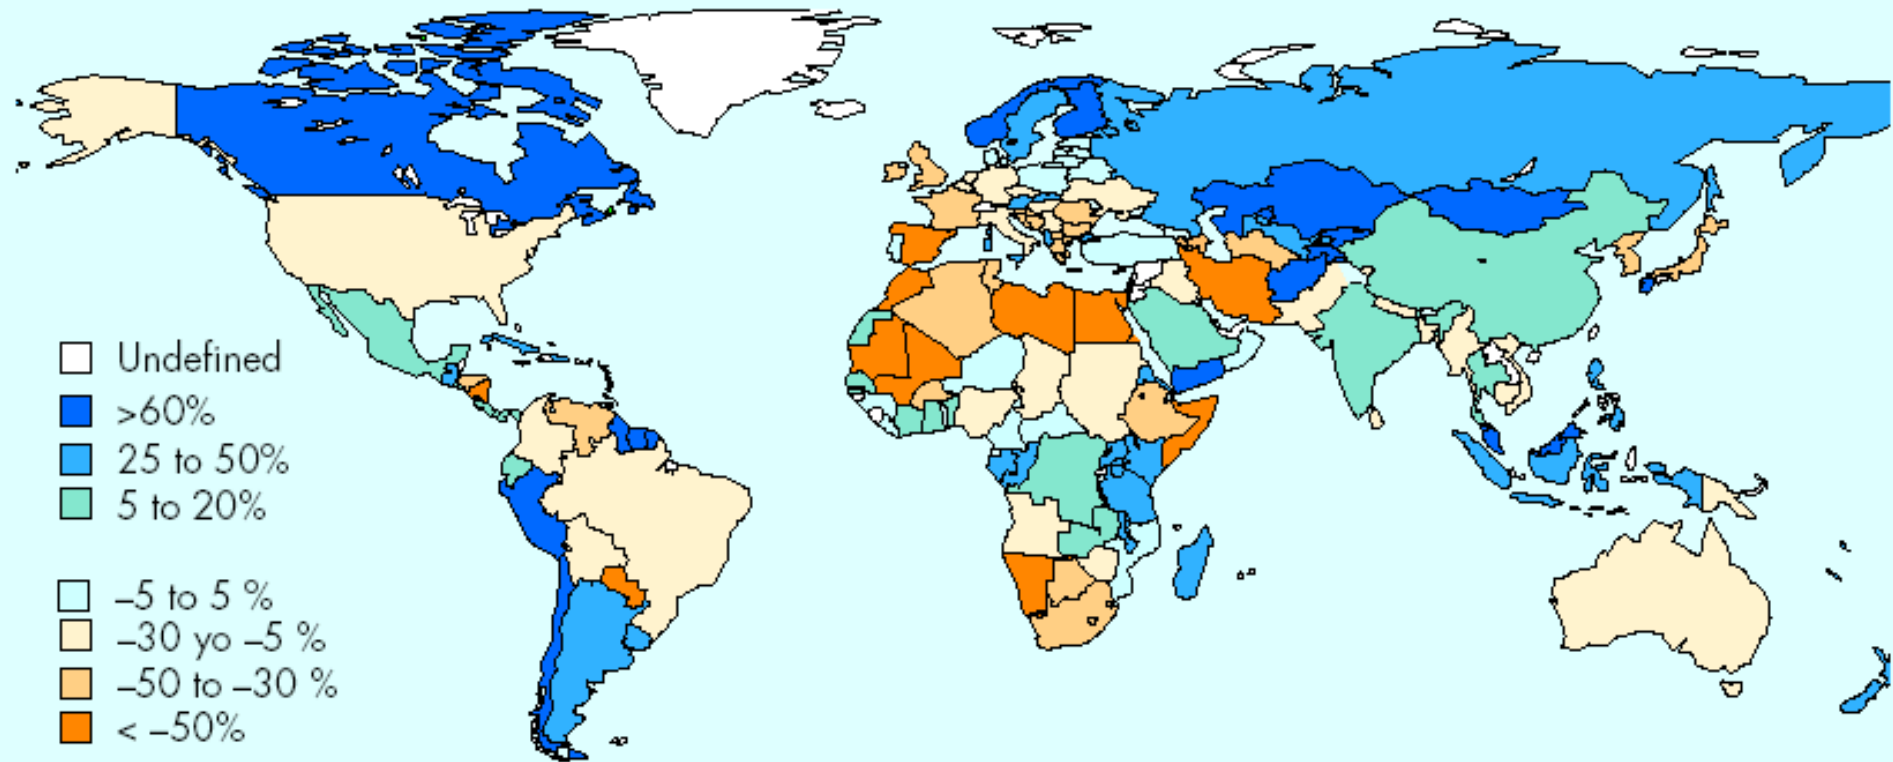 Undefined
>60%
25 to 50%
5 to 20%
–5 to 5 %
–30 yo –5 %
–50 to –30 %
< –50%